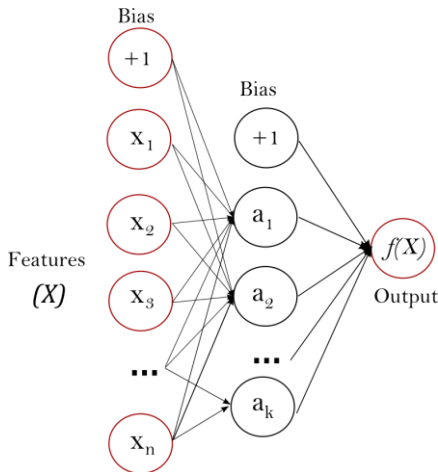 Bias
+1
x1
x2
x3
...
xn
Features
(X)
Bias
+1
a1
a2
...
ak
f(X)
Output